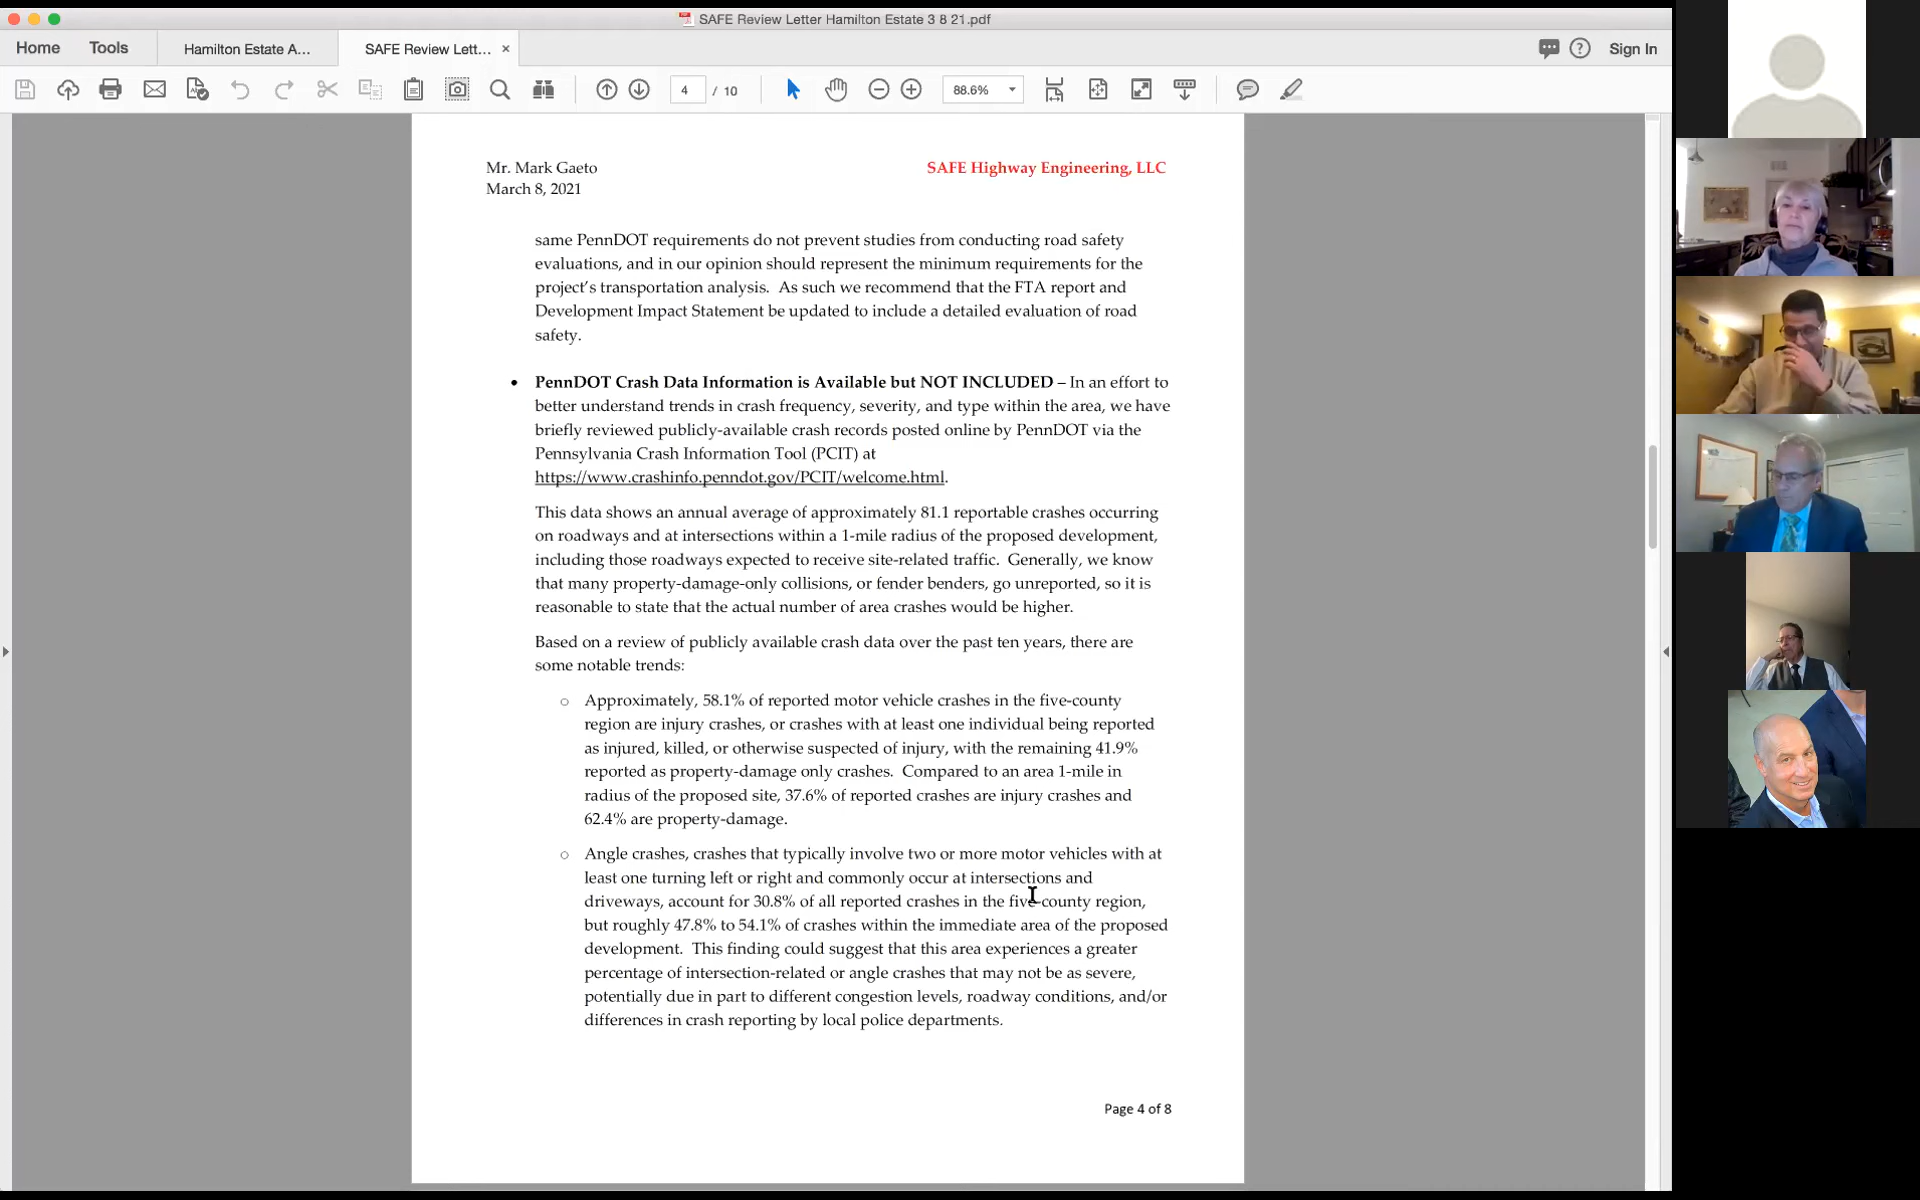 SAFE Review Letter Hamilton Estate 3 8 21.pdf
Home
Tools
Hamilton Estate A...
SAFE Review Lett... ×
Sign In
4 / 10
88.6%
Mr. Mark Gaeto
SAFE Highway Engineering, LLC
March 8, 2021
same PennDOT requirements do not prevent studies from conducting road safety
evaluations, and in our opinion should represent the minimum requirements for the
project's transportation analysis. As such we recommend that the FTA report and
Development Impact Statement be updated to include a detailed evaluation of road
safety.
• PennDOT Crash Data Information is Available but NOT INCLUDED – In an effort to
better understand trends in crash frequency, severity, and type within the area, we have
briefly reviewed publicly-available crash records posted online by PennDOT via the
Pennsylvania Crash Information Tool (PCIT) at
https://www.crashinfo.penndot.gov/PCIT/welcome.html.
This data shows an annual average of approximately 81.1 reportable crashes occurring
on roadways and at intersections within a 1-mile radius of the proposed development,
including those roadways expected to receive site-related traffic. Generally, we know
that many property-damage-only collisions, or fender benders, go unreported, so it is
reasonable to state that the actual number of area crashes would be higher.
Based on a review of publicly available crash data over the past ten years, there are
some notable trends:
○ Approximately, 58.1% of reported motor vehicle crashes in the five-county
region are injury crashes, or crashes with at least one individual being reported
as injured, killed, or otherwise suspected of injury, with the remaining 41.9%
reported as property-damage only crashes. Compared to an area 1-mile in
radius of the proposed site, 37.6% of reported crashes are injury crashes and
62.4% are property-damage.
○ Angle crashes, crashes that typically involve two or more motor vehicles with at
least one turning left or right and commonly occur at intersections and
driveways, account for 30.8% of all reported crashes in the five-county region,
but roughly 47.8% to 54.1% of crashes within the immediate area of the proposed
development. This finding could suggest that this area experiences a greater
percentage of intersection-related or angle crashes that may not be as severe,
potentially due in part to different congestion levels, roadway conditions, and/or
differences in crash reporting by local police departments.
Page 4 of 8